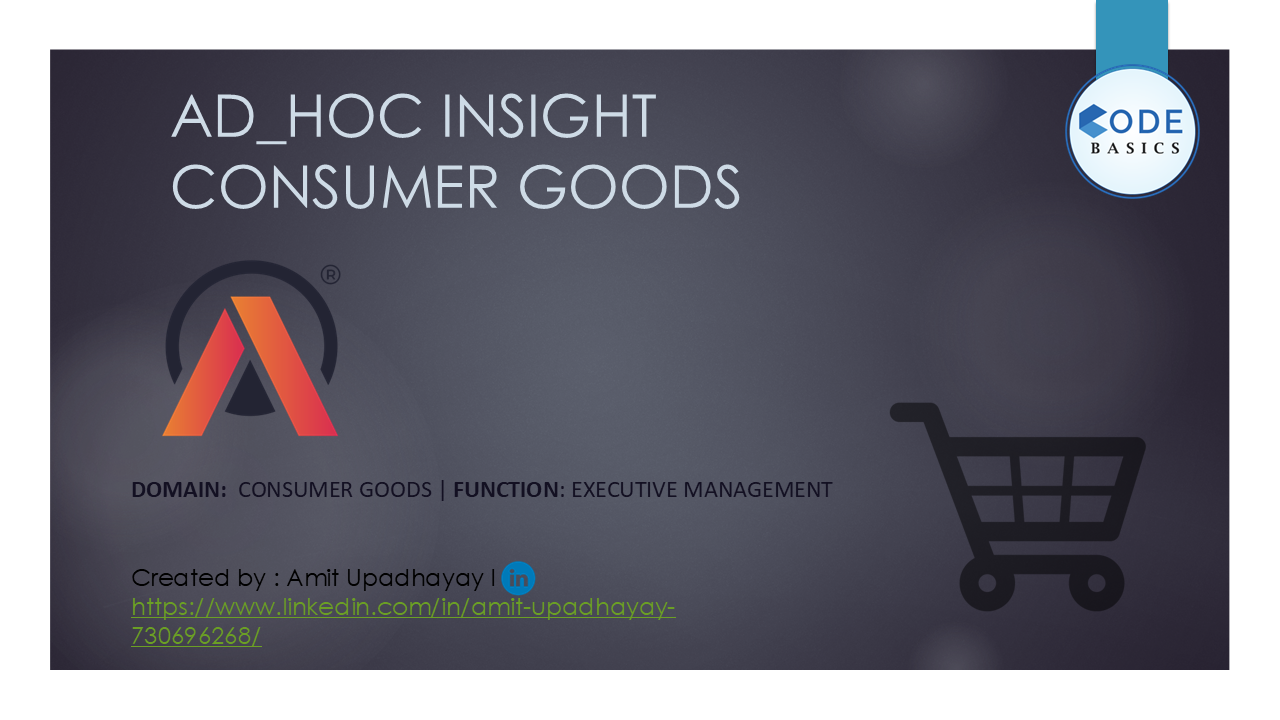 AD_HOC INSIGHT
CONSUMER GOODS
CODE
BASICS
®
DOMAIN: CONSUMER GOODS | FUNCTION: EXECUTIVE MANAGEMENT
Created by : Amit Upadhayay I in
https://www.linkedin.com/in/amit-upadhayay-
730696268/